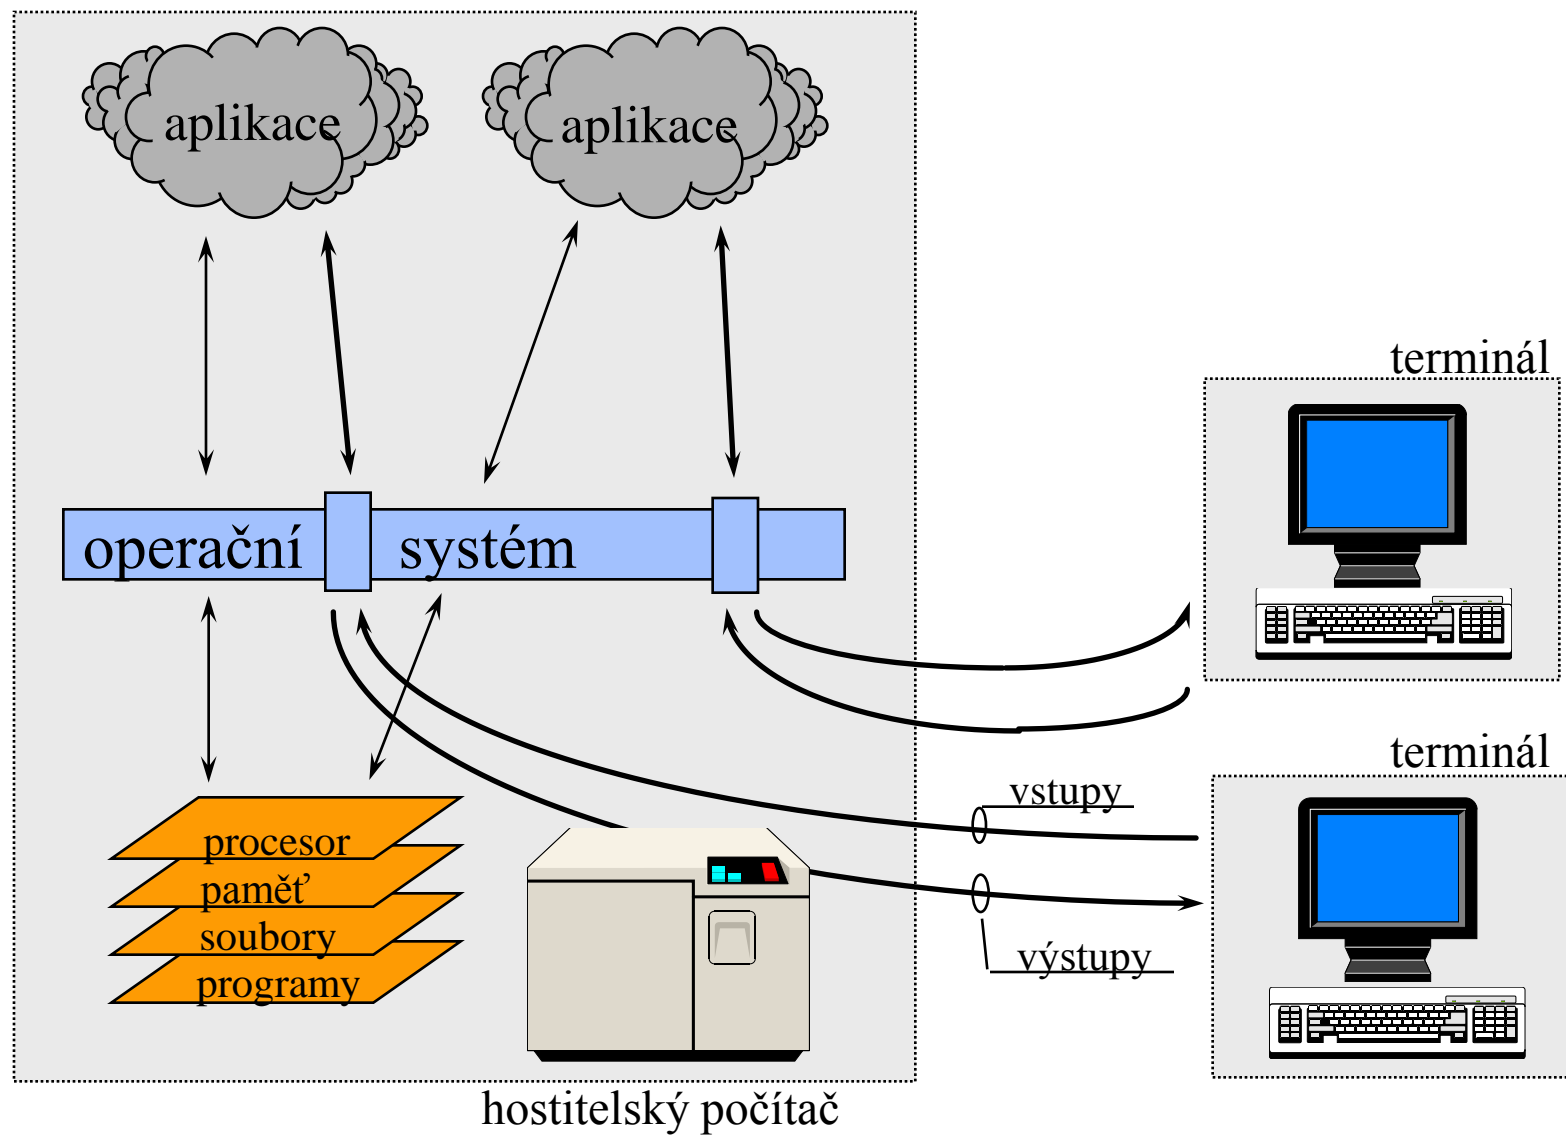 aplikace
aplikace
terminál
operační systém
terminál
vstupy
procesor
paměť
soubory
výstupy
programy
hostitelský počítač